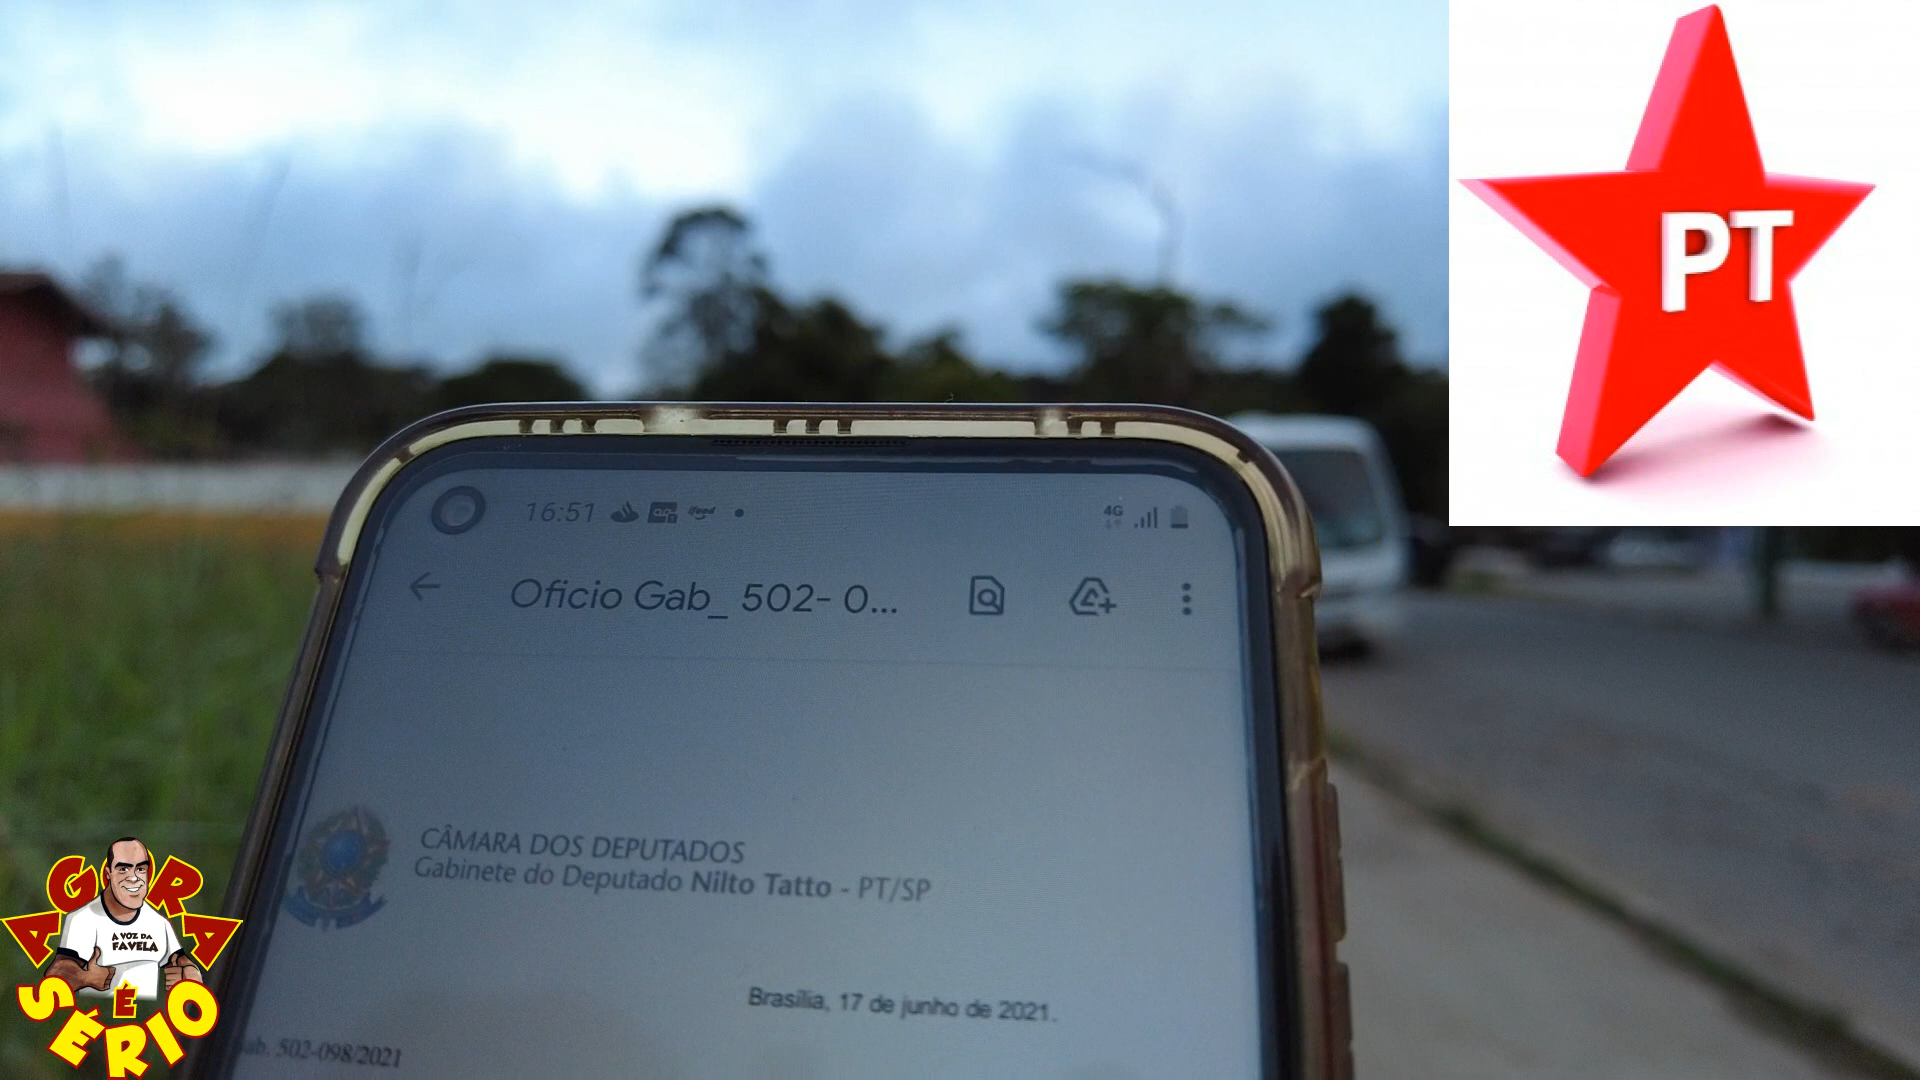 PT
16:51
ifood
4G
Oficio Gab_ 502- 0...
CÂMARA DOS DEPUTADOS
Gabinete do Deputado Nilto Tatto - PT/SP
Brasília, 17 de junho de 2021.
502-098/2021
AGORA
A VOZ DA
FAVELA
É
SÉRIO